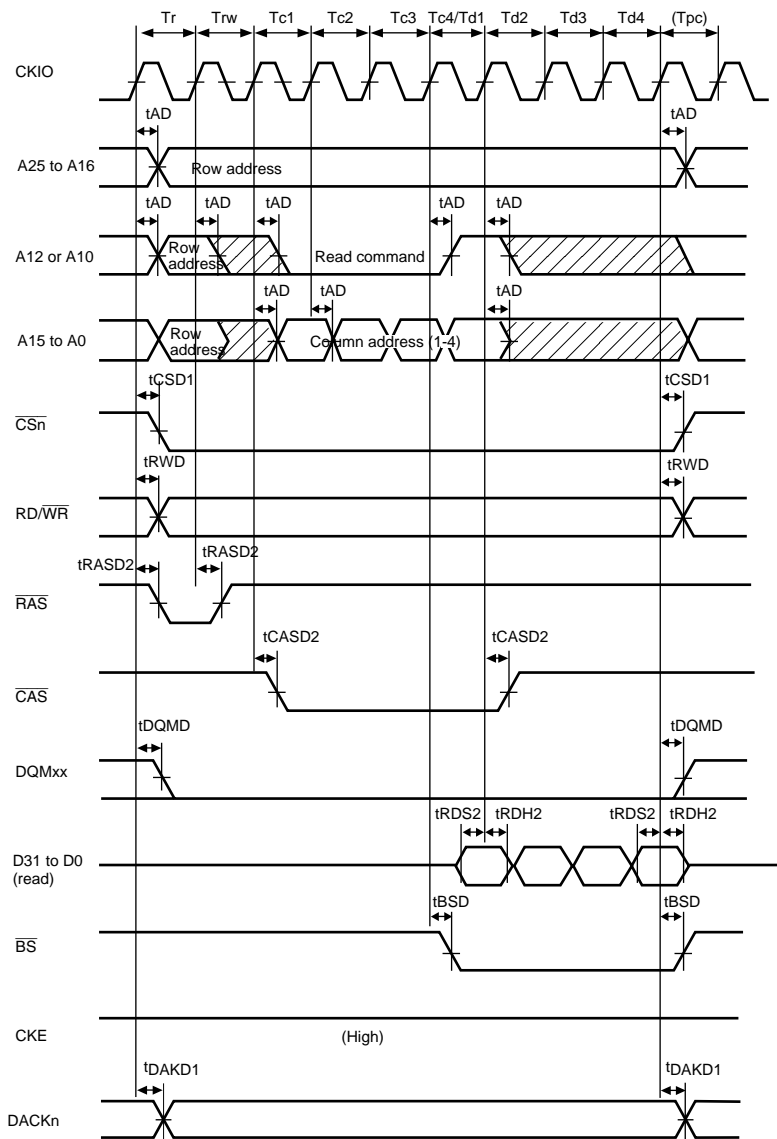 Tr Trw Tc1 Tc2 Tc3 Tc4/Td1 Td2 Td3 Td4 (Tpc)
CKIO
tAD tAD
A25 to A16 Row address
tAD tAD tAD tAD tAD
A12 or A10 Row address Read command
tAD tAD tAD
A15 to A0 Row address Column address (1-4)
tCSD1 tCSD1
CSn
tRWD tRWD
RD/WR
tRASD2 tRASD2
RAS
tCASD2 tCASD2
CAS
tDQMD tDQMD
DQMxx
tRDS2 tRDH2 tRDS2 tRDH2
D31 to D0
(read)
tBSD tBSD
BS
CKE (High)
tDAKD1 tDAKD1
DACKn